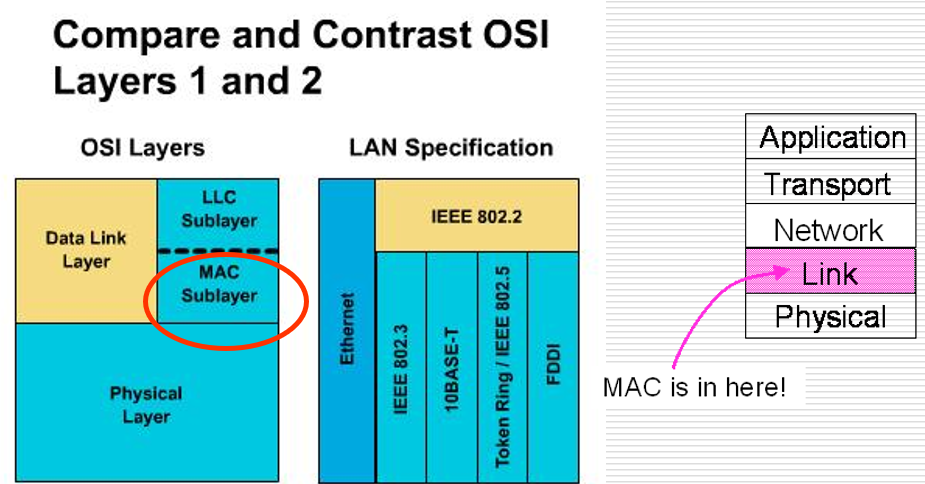 Compare and Contrast OSI
Layers 1 and 2
OSI Layers
LAN Specification
Data Link
Layer
LLC
Sublayer
MAC
Sublayer
Physical
Layer
Ethernet
IEEE 802.2
IEEE 802.3
10BASE-T
Token Ring / IEEE 802.5
FDDI
Application
Transport
Network
Link
Physical
MAC is in here!